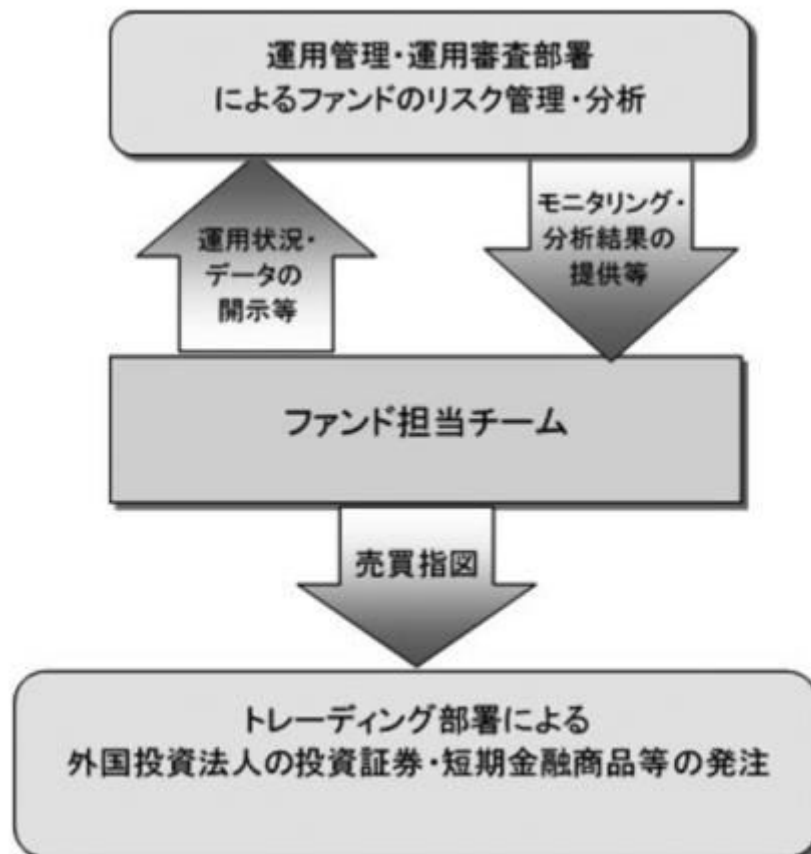 運用管理・運用審査部署
によるファンドのリスク管理・分析
運用状況・
データの
開示等
モニタリング・
分析結果の
提供等
ファンド担当チーム
売買指図
トレーディング部署による
外国投資法人の投資証券・短期金融商品等の発注